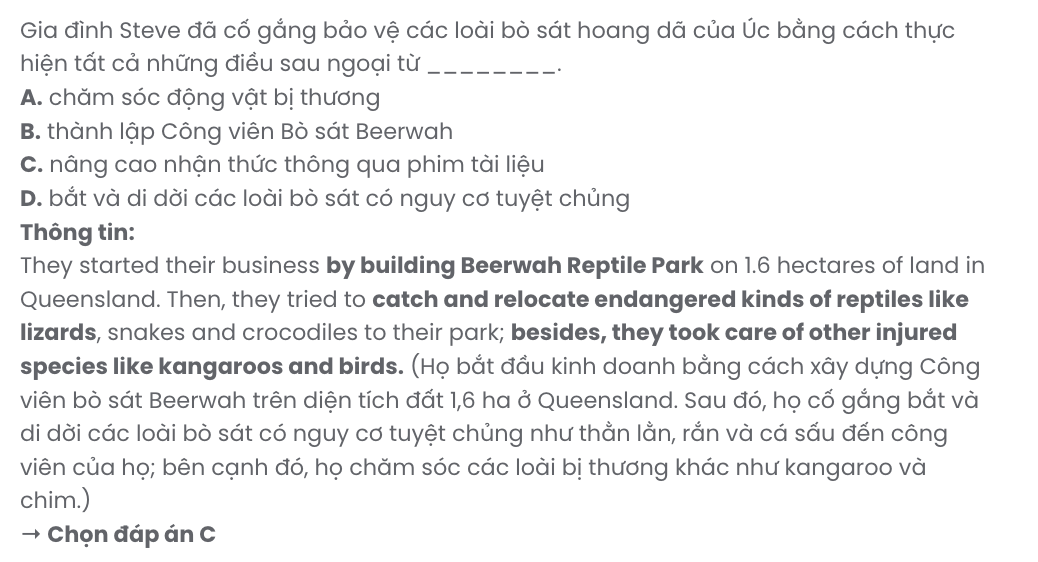 Gia đình Steve đã cố gắng bảo vệ các loài bò sát hoang dã của Úc bằng cách thực
hiện tất cả những điều sau ngoại từ ________.
A. chăm sóc động vật bị thương
B. thành lập Công viên Bò sát Beerwah
C. nâng cao nhận thức thông qua phim tài liệu
D. bắt và di dời các loài bò sát có nguy cơ tuyệt chủng
Thông tin:
They started their business by building Beerwah Reptile Park on 1.6 hectares of land in
Queensland. Then, they tried to catch and relocate endangered kinds of reptiles like
lizards, snakes and crocodiles to their park; besides, they took care of other injured
species like kangaroos and birds. (Họ bắt đầu kinh doanh bằng cách xây dựng Công
viên bò sát Beerwah trên diện tích đất 1,6 ha ở Queensland. Sau đó, họ cố gắng bắt và
di dời các loài bò sát có nguy cơ tuyệt chủng như thằn lằn, rắn và cá sấu đến công
viên của họ; bên cạnh đó, họ chăm sóc các loài bị thương khác như kangaroo và
chim.)
→ Chọn đáp án C